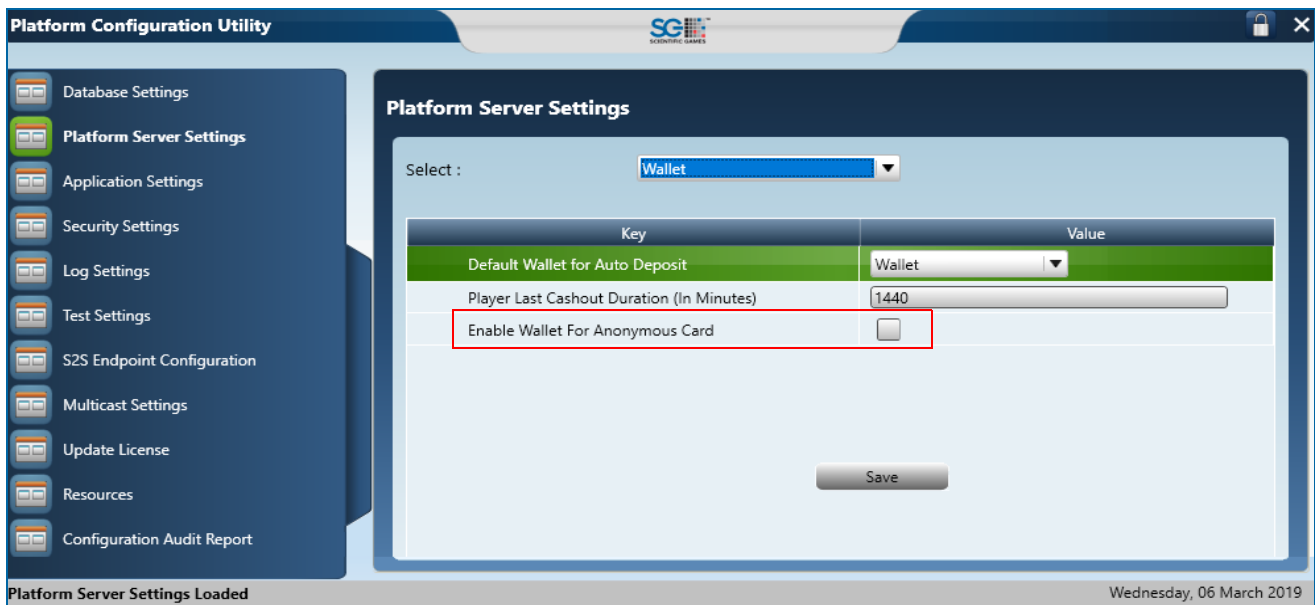 Platform Configuration Utility
SG
SCIENTIFIC GAMES
Database Settings
Platform Server Settings
Application Settings
Security Settings
Log Settings
Test Settings
S2S Endpoint Configuration
Multicast Settings
Update License
Resources
Configuration Audit Report
Platform Server Settings
Select : Wallet
Key Value
Default Wallet for Auto Deposit Wallet
Player Last Cashout Duration (In Minutes) 1440
Enable Wallet For Anonymous Card
Save
Platform Server Settings Loaded Wednesday, 06 March 2019